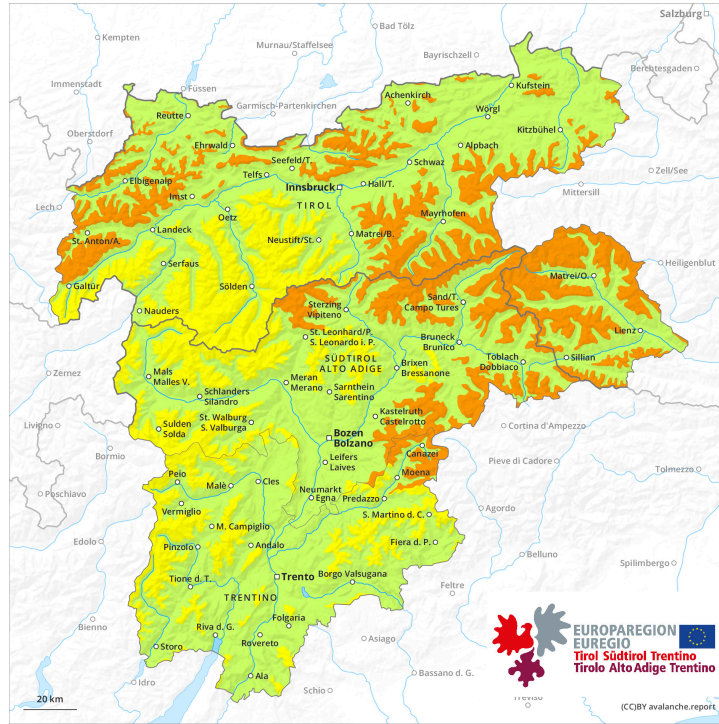 Salzburg
Kempten
Bad Tölz
Murnau/Staffelsee
Bayrischzell
Berchtesgaden
Immenstadt
Füssen
Garmisch-Partenkirchen
Kufstein
Achenkirch
Reutte
Wörgl
Oberstdorf
Ehrwald
Kitzbühel
Seefeld/T.
Alpbach
Schwaz
Telfs
Elbigenalp
Innsbruck
Hall/T.
Zell/See
Imst
Mittersill
Lech
TIROL
Oetz
Mayrhofen
Landeck
Neustift/St.
Matrei/B.
St. Anton/A.
Serfaus
Heiligenblut
Matrei/O.
Galtür
Sölden
Sand/T.
Campo Tures
Sterzing
Vipiteno
Nauders
Lienz
St. Leonhard/P.
S. Leonardo i. P.
Bruneck
Brunico
Toblach
Dobbiaco
Sillian
SÜDTIROL
ALTO ADIGE
Brixen
Bressanone
Zernez
Mals
Malles V.
Meran
Merano
Sarnthein
Sarentino
Schlanders
Silandro
Kastelruth
Castelrotto
St. Walburg
S. Valburga
Livigno
Sulden
Solda
Bozen
Bolzano
Cortina d'Ampezzo
Bormio
Canazei
Pieve di Cadore
Leifers
Laives
Tolmezzo
Peio
Malè
Cles
Moena
Poschiavo
Neumarkt
Egna
Predazzo
Vermiglio
Agordo
S. Martino d. C.
M. Campiglio
Edolo
Pinzolo
Andalo
Fiera d. P.
Belluno
Spilimbergo
Tione d. T.
Trento
Borgo Valsugana
Feltre
TRENTINO
Folgaria
Bienno
Riva d. G.
Rovereto
Asiago
Storo
Ala
Idro
Schio
Bassano d. G.
Treviso
EUROPAREGION
EUREGIO
Tirol Südtirol Trentino
Tirolo Alto Adige Trentino
20 km
(CC)BY avalanche.report